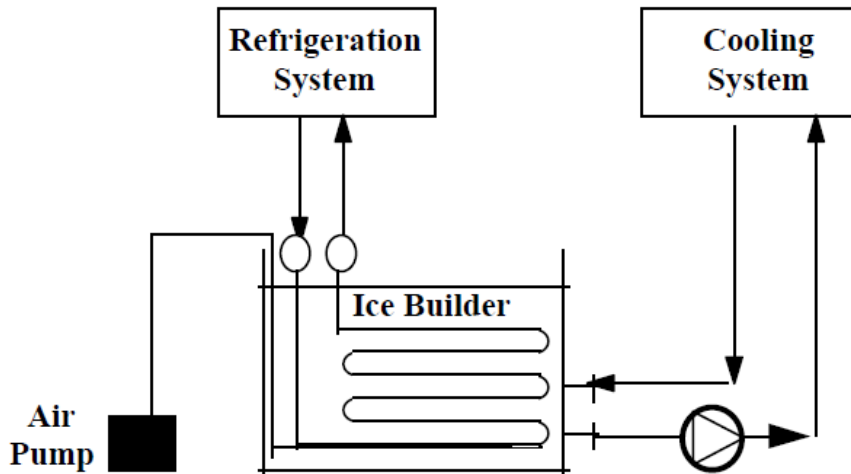 Refrigeration
System
Cooling
System
Ice Builder
Air
Pump